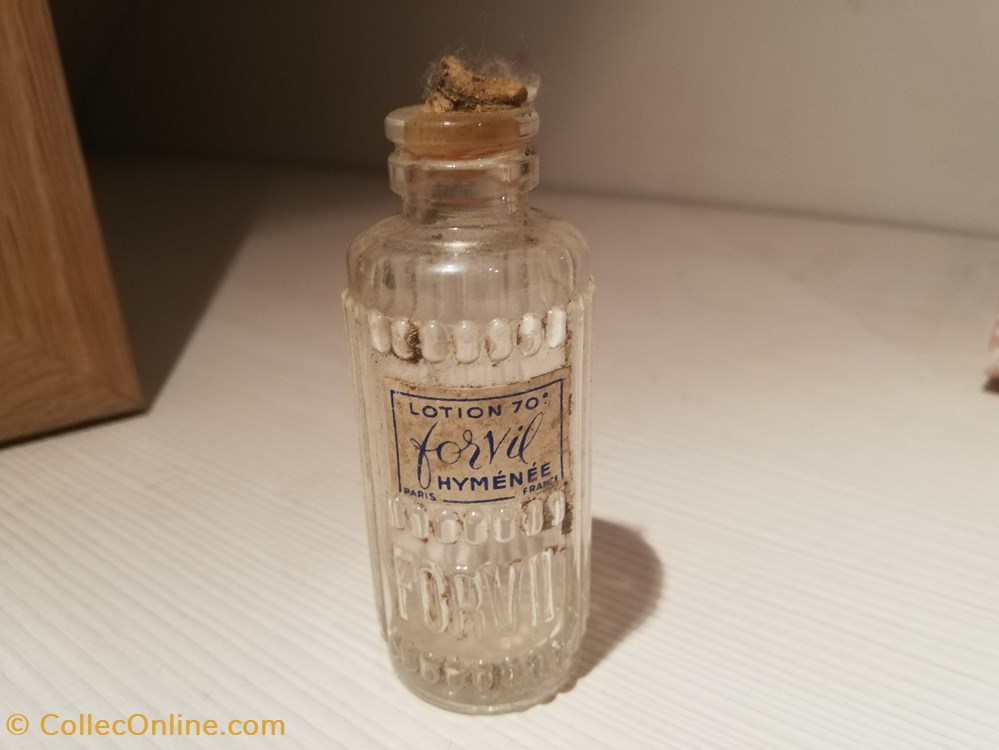 LOTION 70°
forvil
HYMÉNÉE
PARIS FRANCE
FORVIL
© CollecOnline.com